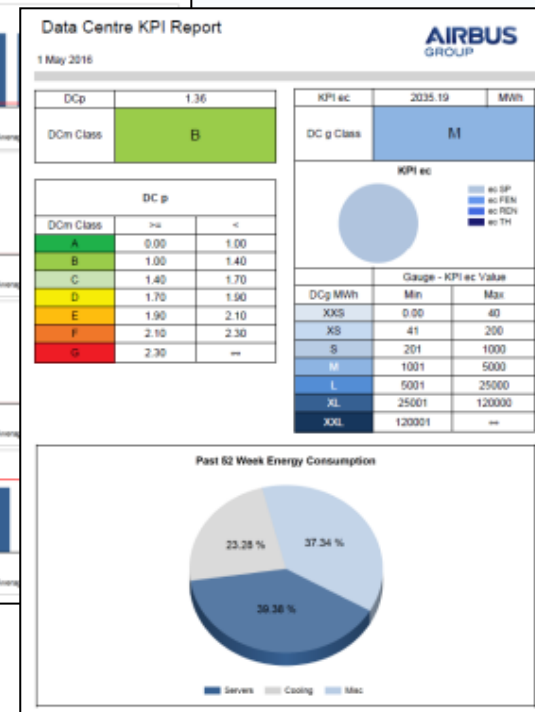 Data Centre KPI Report
AIRBUS
GROUP
1 May 2016
DCp 1.36
DCm Class B
KPI ec 2035.19 MWh
DC g Class M
KPI ec
ec SP
ec FEN
ec REN
ec TH
DC p
DCm Class >= <
A 0.00 1.00
B 1.00 1.40
C 1.40 1.70
D 1.70 1.90
E 1.90 2.10
F 2.10 2.30
G 2.30 ∞
Gauge - KPI ec Value
DCg MWh Min Max
XXS 0.00 40
XS 41 200
S 201 1000
M 1001 5000
L 5001 25000
XL 25001 120000
XXL 120001 ∞
Past 52 Week Energy Consumption
23.28 %
37.34 %
39.38 %
Servers Cooling Misc